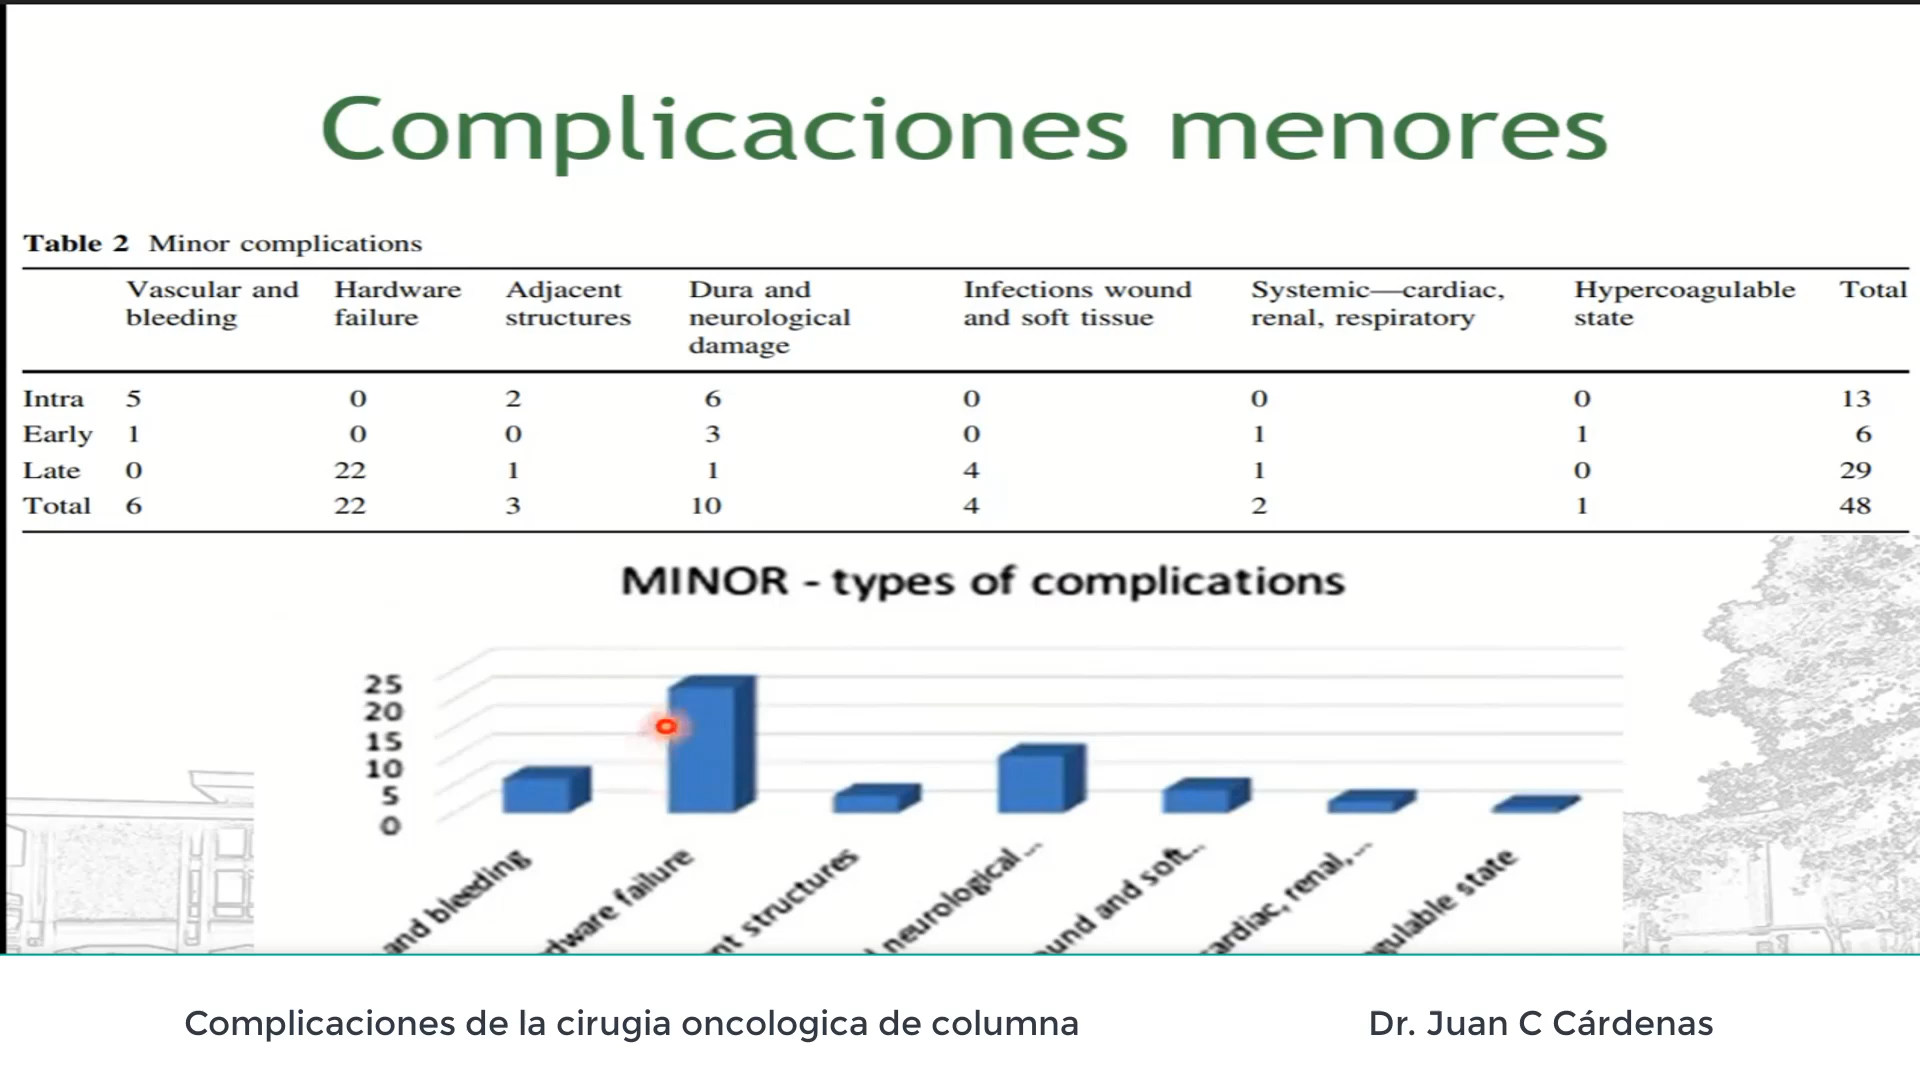 Complicaciones menores
Table 2 Minor complications
Vascular and bleeding Hardware failure Adjacent structures Dura and neurological damage Infections wound and soft tissue Systemic—cardiac, renal, respiratory Hypercoagulable state Total
Intra 5 0 2 6 0 0 0 13
Early 1 0 0 3 0 1 1 6
Late 0 22 1 1 4 1 0 29
Total 6 22 3 10 4 2 1 48
MINOR - types of complications
25
20
15
10
5
0
and bleeding
dware failure
nt structures
neurological...
ound and soft...
cardiac, renal,...
gulable state
Complicaciones de la cirugia oncologica de columna
Dr. Juan C Cárdenas